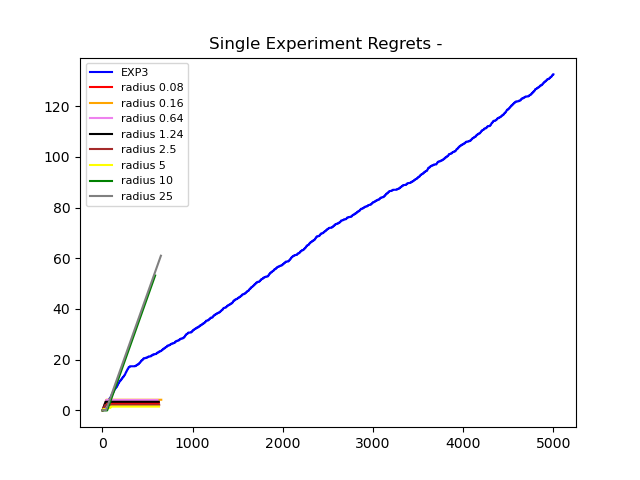 Single Experiment Regrets -
EXP3
radius 0.08
radius 0.16
radius 0.64
radius 1.24
radius 2.5
radius 5
radius 10
radius 25
120
100
80
60
40
20
0
0 1000 2000 3000 4000 5000